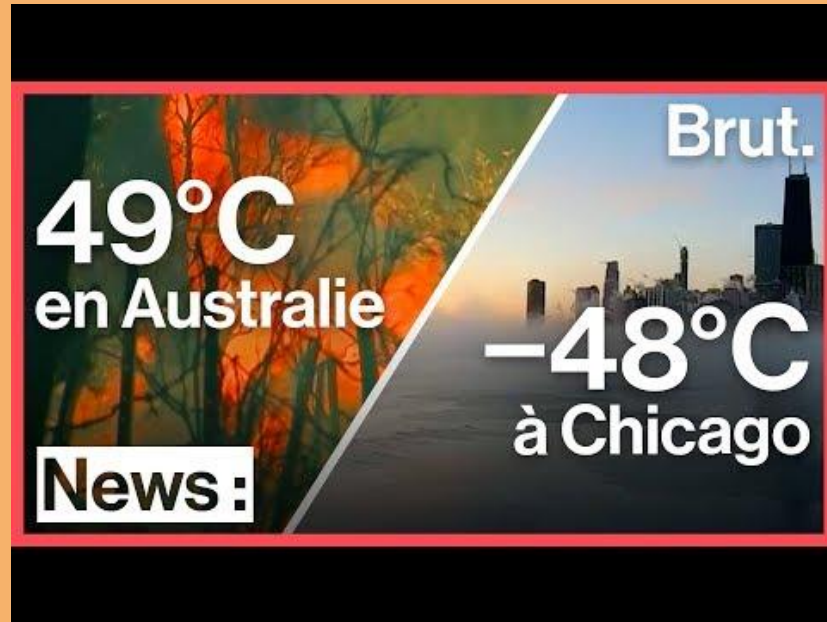 Brut.
49°C
en Australie
–48°C
à Chicago
News :